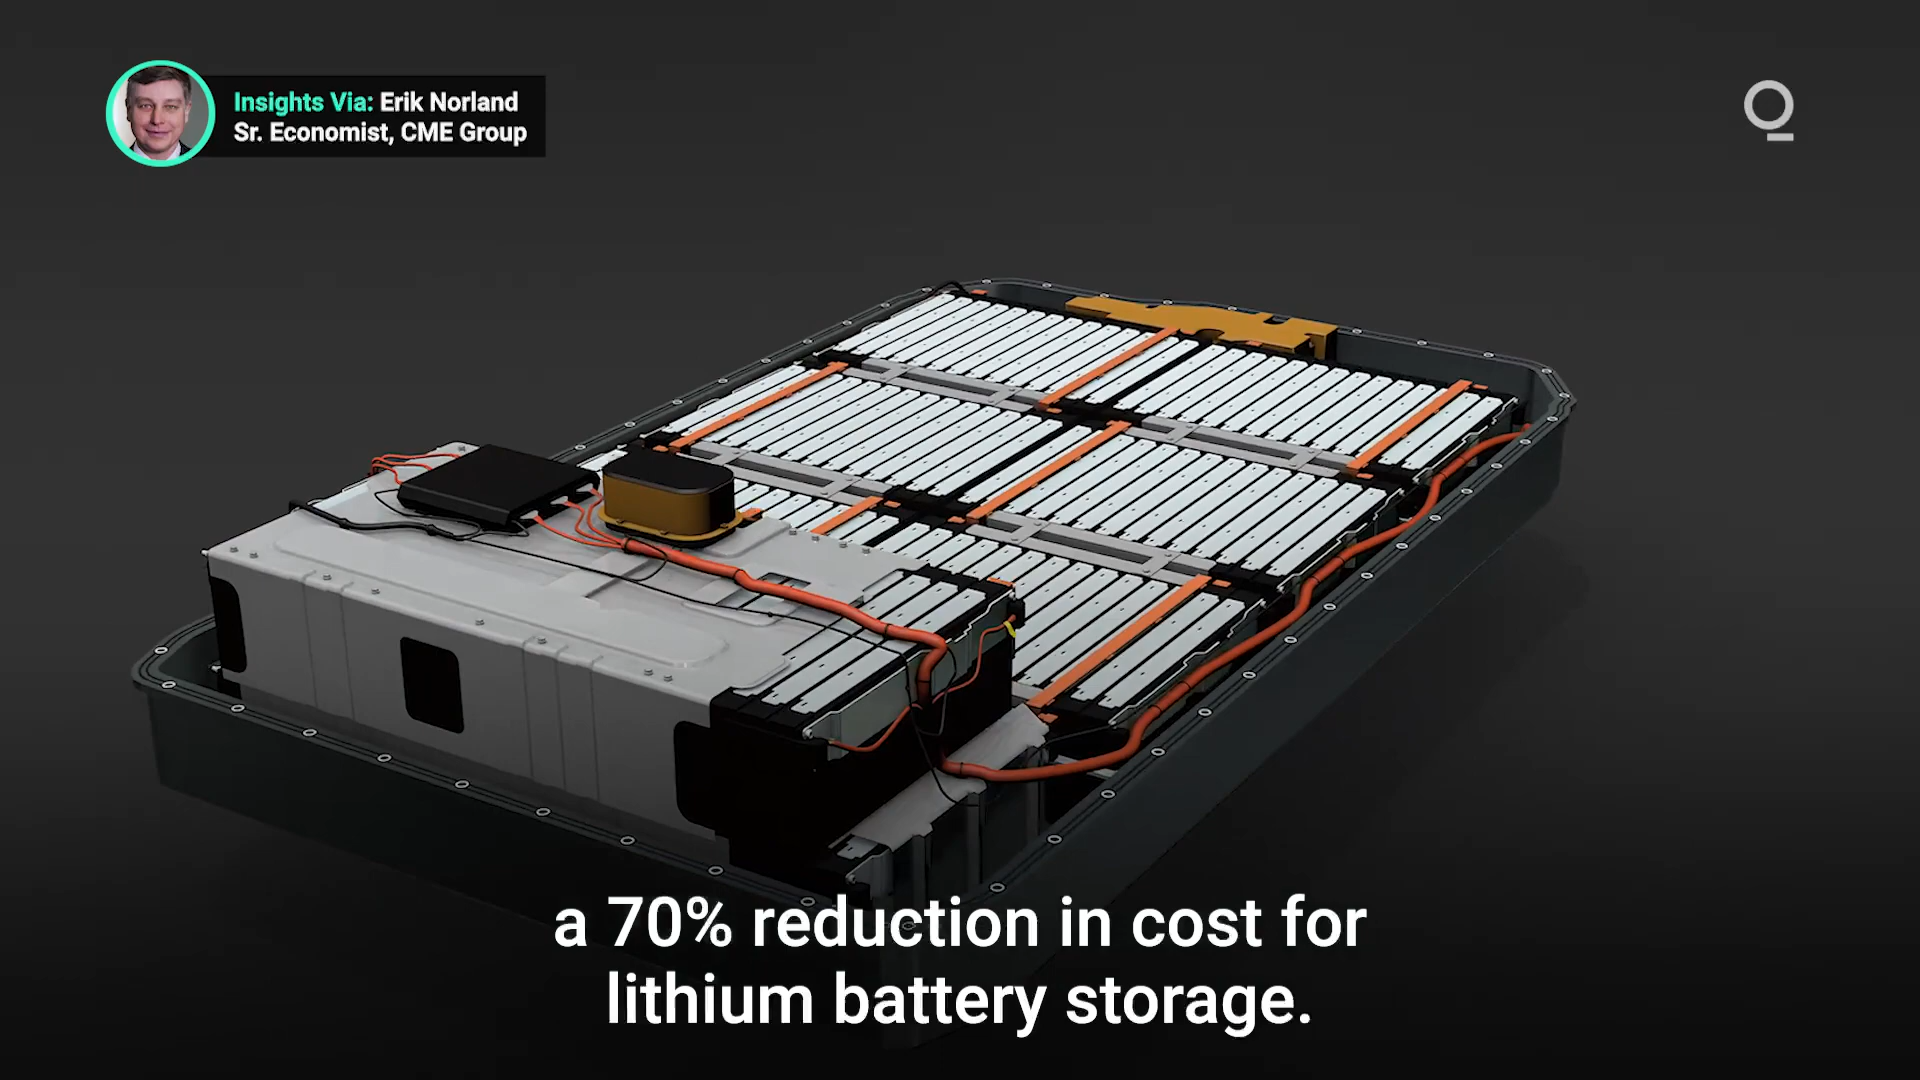 Insights Via: Erik Norland
Sr. Economist, CME Group
a 70% reduction in cost for
lithium battery storage.